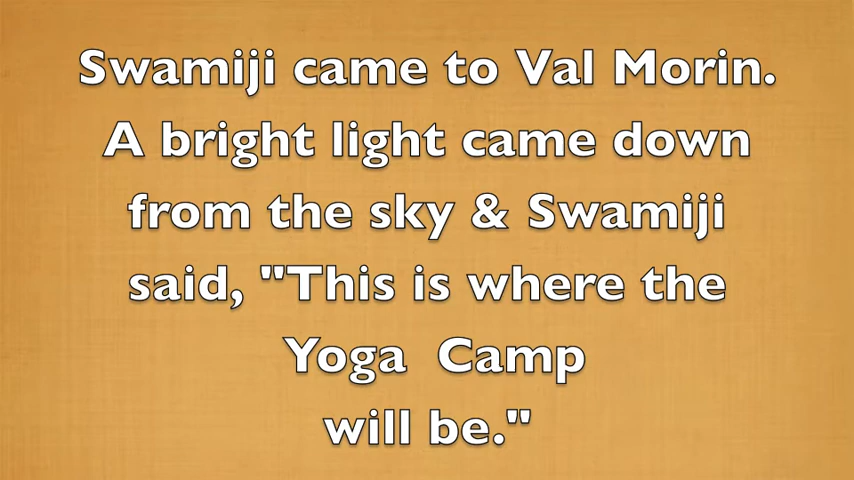 Swamiji came to Val Morin.
A bright light came down
from the sky & Swamiji
said, "This is where the
Yoga  Camp
will be."